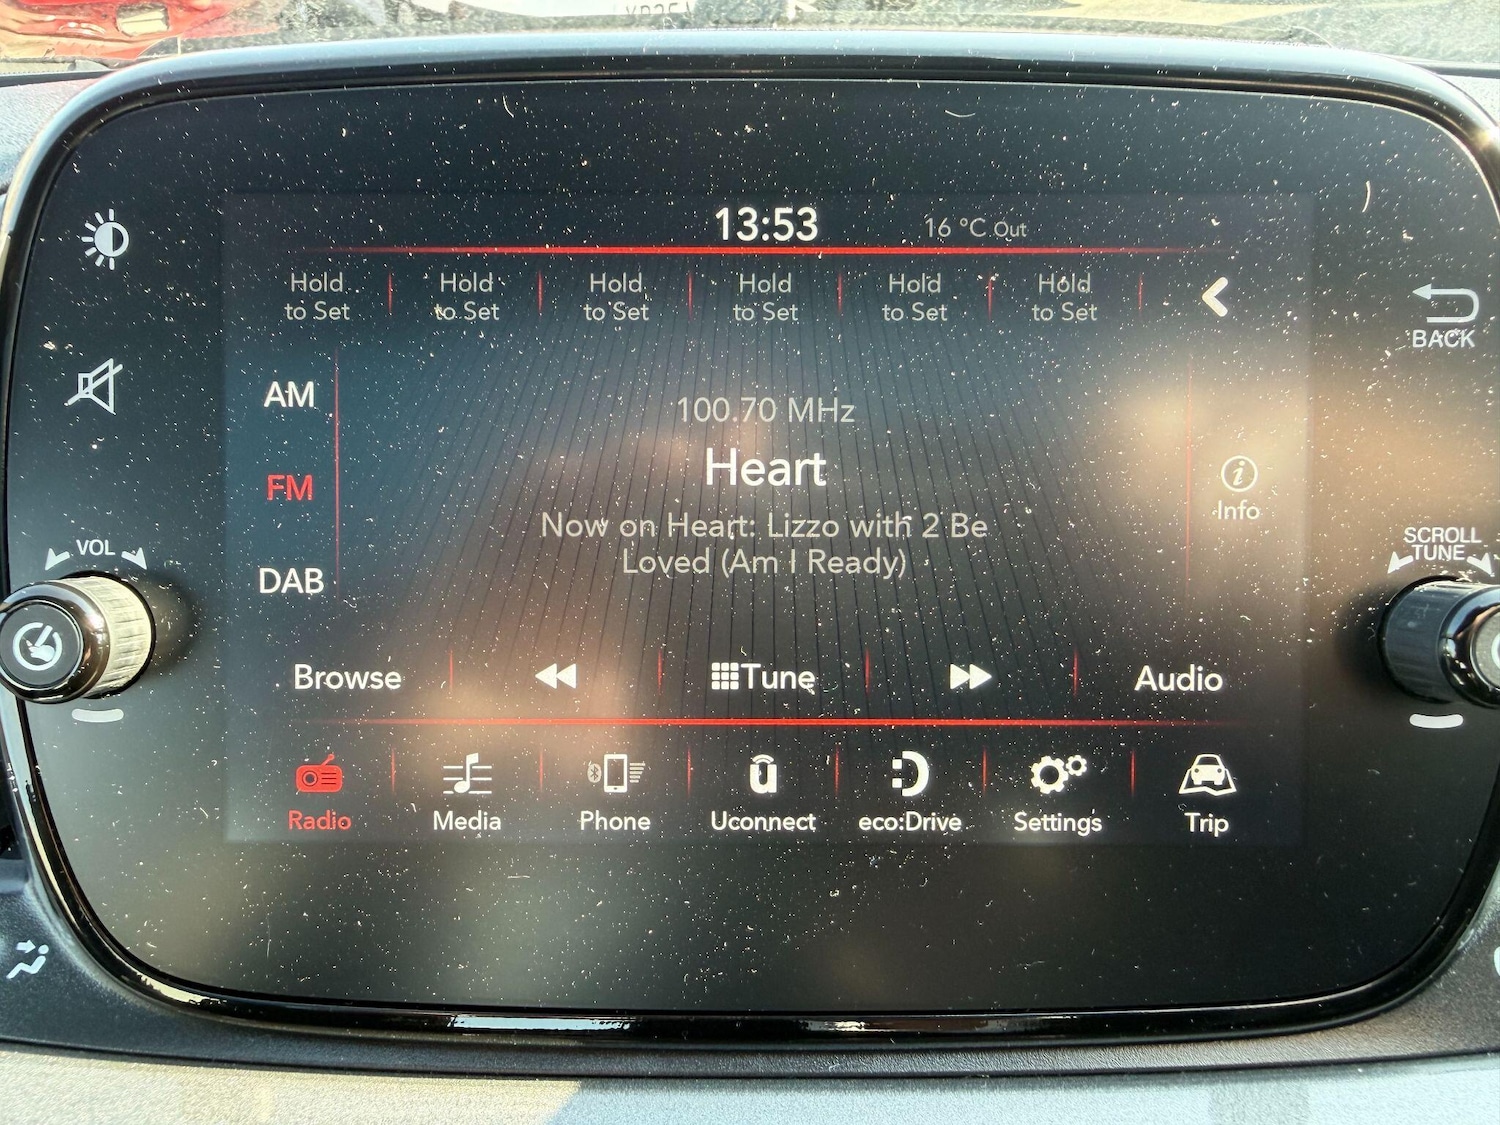 13:53
16 °C Out
Hold to Set
Hold to Set
Hold to Set
Hold to Set
Hold to Set
Hold to Set
BACK
AM
100.70 MHz
Heart
FM
Info
Now on Heart: Lizzo with 2 Be
Loved (Am I Ready)
VOL
SCROLL
TUNE
DAB
Browse
Tune
Audio
Radio
Media
Phone
Uconnect
eco:Drive
Settings
Trip